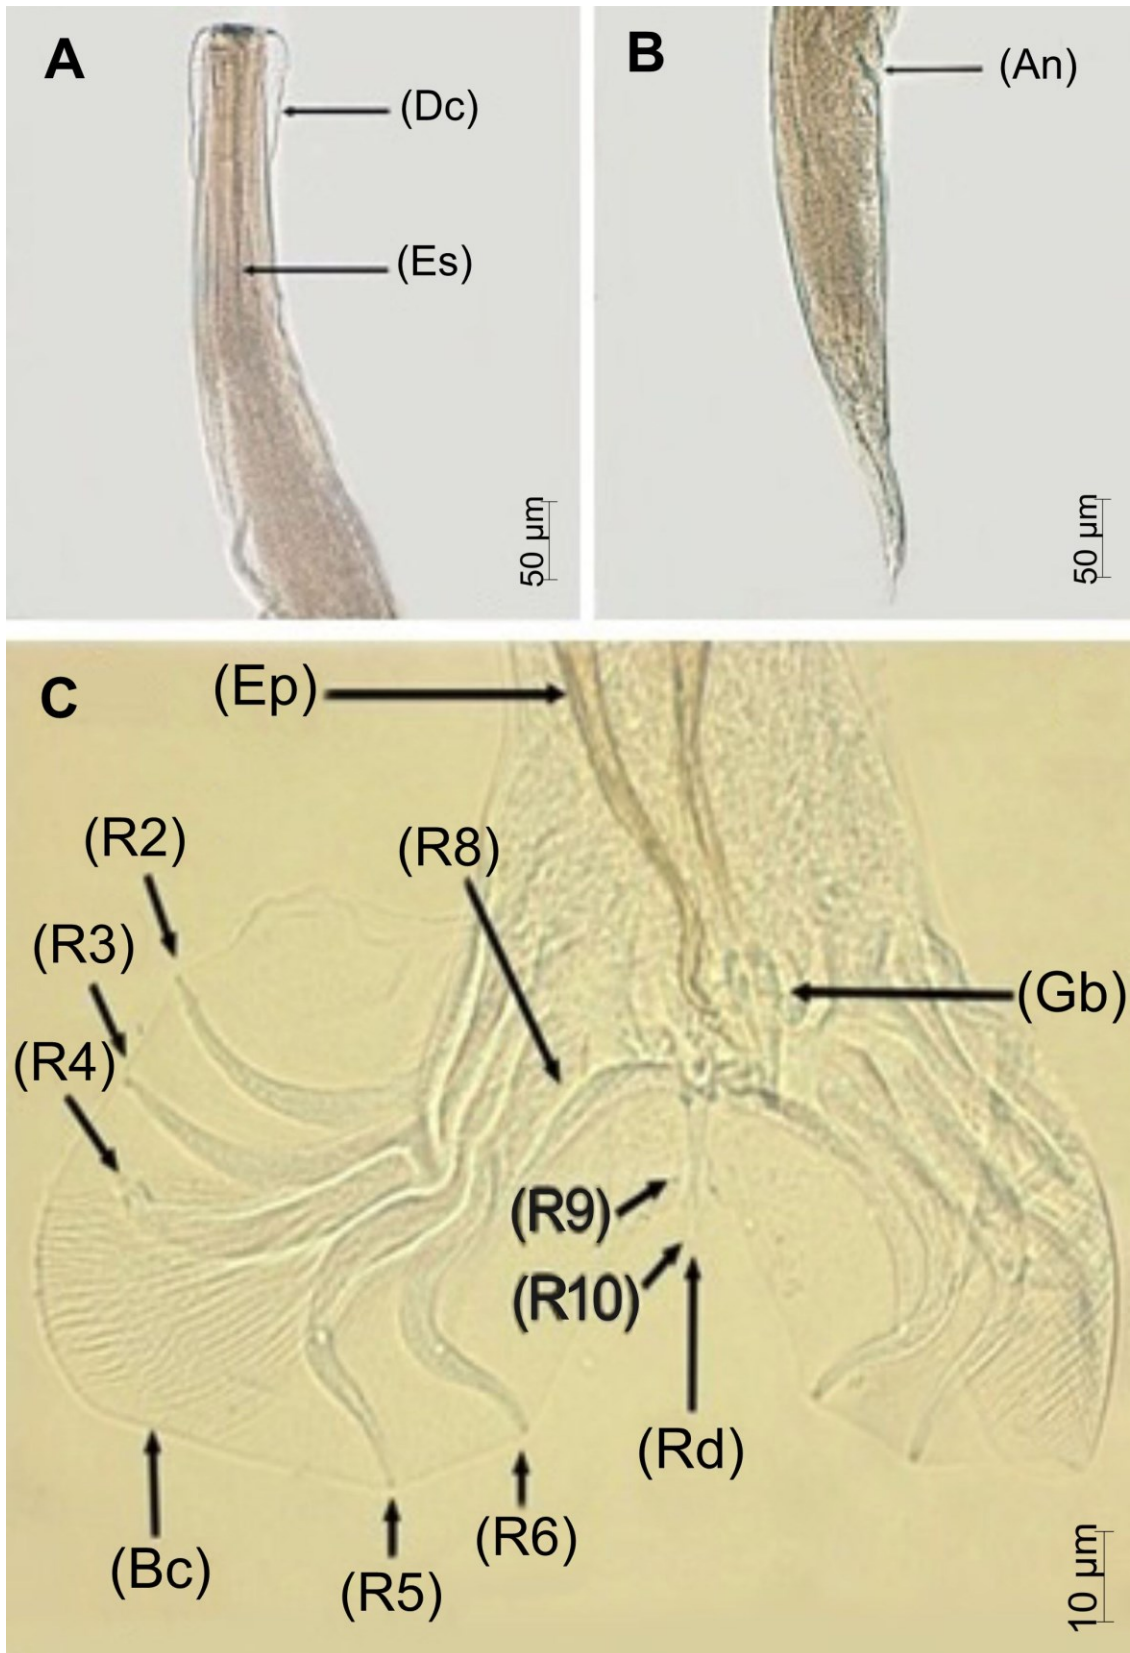 A
(Dc)
(Es)
50 µm
B
(An)
50 µm
C
(Ep)
(R2)
(R8)
(R3)
(Gb)
(R4)
(R9)
(R10)
(Rd)
(R6)
(Bc)
(R5)
10 µm